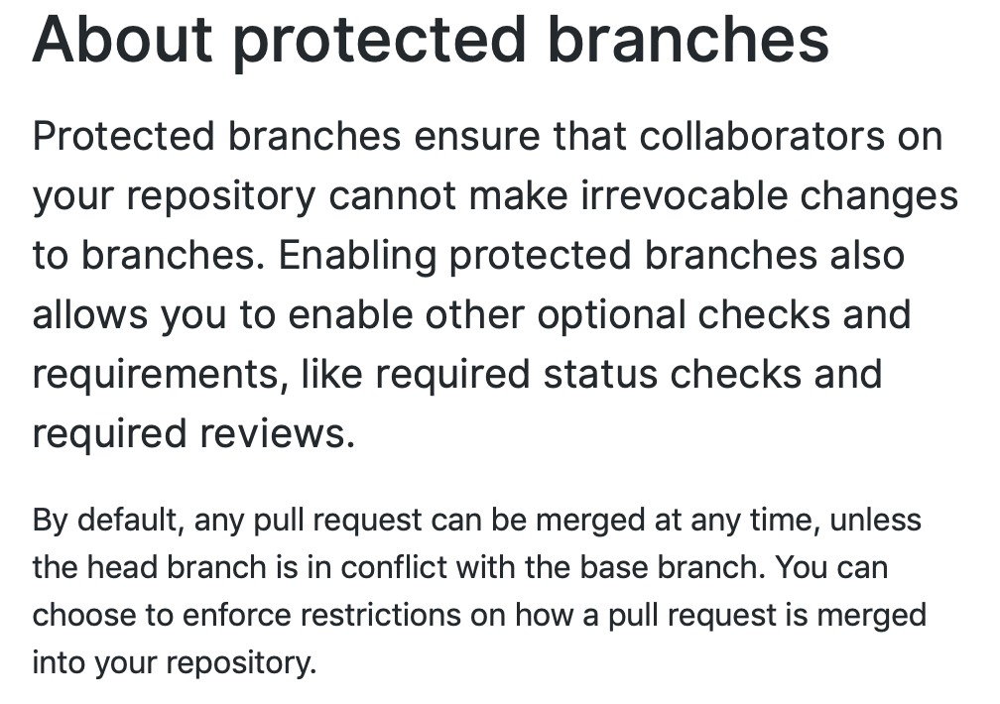 About protected branches
Protected branches ensure that collaborators on
your repository cannot make irrevocable changes
to branches. Enabling protected branches also
allows you to enable other optional checks and
requirements, like required status checks and
required reviews.
By default, any pull request can be merged at any time, unless
the head branch is in conflict with the base branch. You can
choose to enforce restrictions on how a pull request is merged
into your repository.